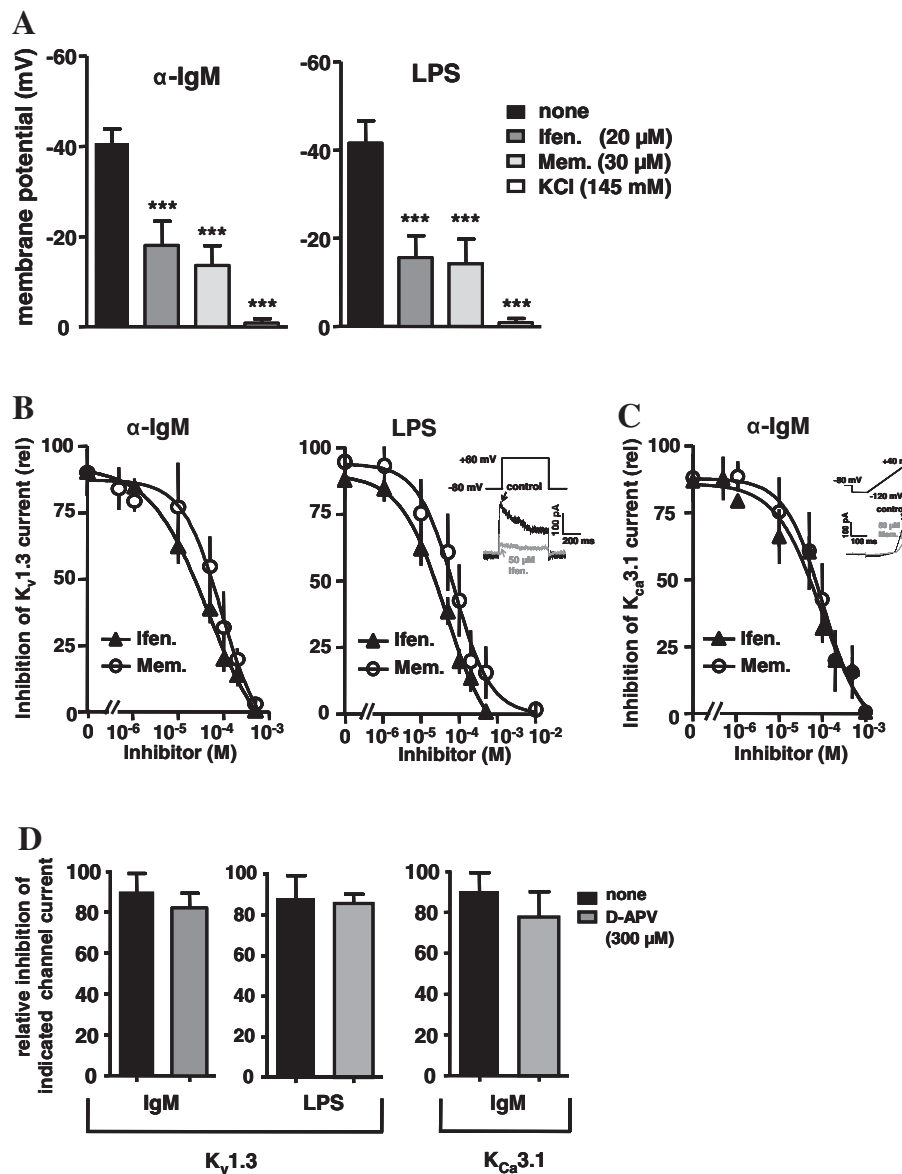 A
membrane potential (mV)
-60
-40
-20
0
α-IgM
***
***
***
-60
-40
-20
0
LPS
***
***
***
none
Ifen. (20 µM)
Mem. (30 µM)
KCl (145 mM)
B
α-IgM
Inhibition of Kv1.3 current (rel)
100
75
50
25
0
Ifen.
Mem.
0 10-6 10-5 10-4 10-3
Inhibitor (M)
LPS
100
75
50
25
0
+60 mV
-80 mV
control
100 pA
200 ms
50 µM
Ifen.
Ifen.
Mem.
0 10-6 10-5 10-4 10-3 10-2
Inhibitor (M)
C
α-IgM
Inhibition of Kca3.1 current (rel)
100
75
50
25
0
+40 m
-80 mV
-120 mV
control
100 pA
100 ms
Mem.
Ifen.
Mem.
0 10-6 10-5 10-4 10-3
Inhibitor (M)
D
relative inhibition of
indicated channel current
100
80
60
40
20
0
IgM
100
80
60
40
20
0
LPS
Kv1.3
100
80
60
40
20
0
IgM
KCa3.1
none
D-APV
(300 µM)